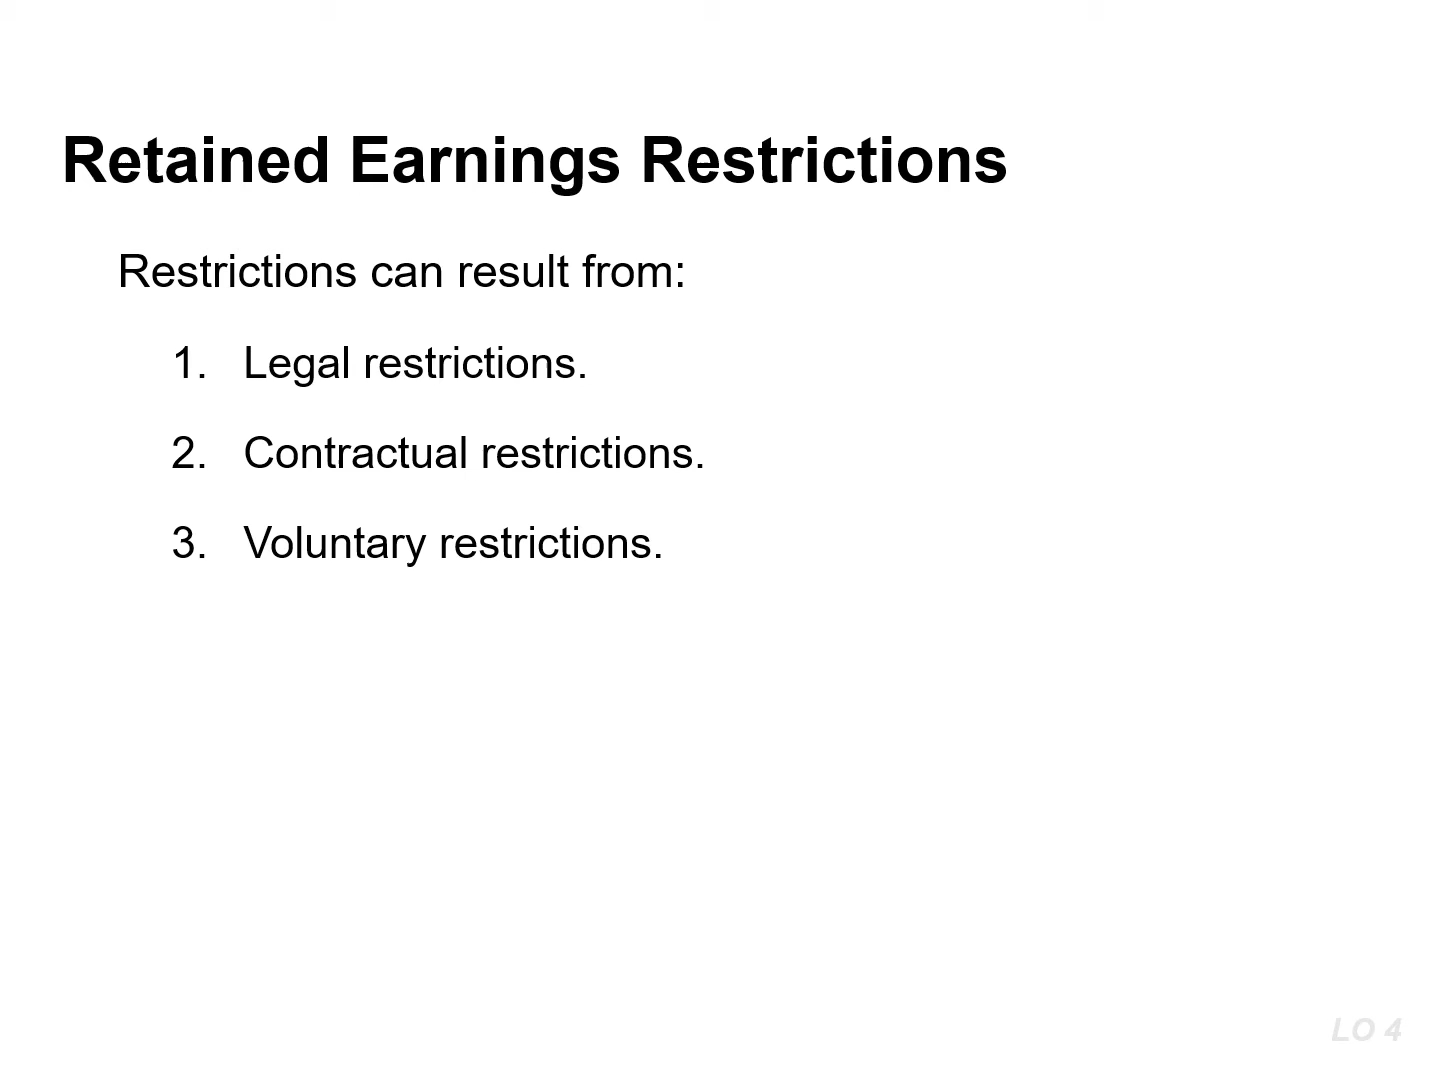 Retained Earnings Restrictions
Restrictions can result from:
1. Legal restrictions.
2. Contractual restrictions.
3. Voluntary restrictions.
LO 4